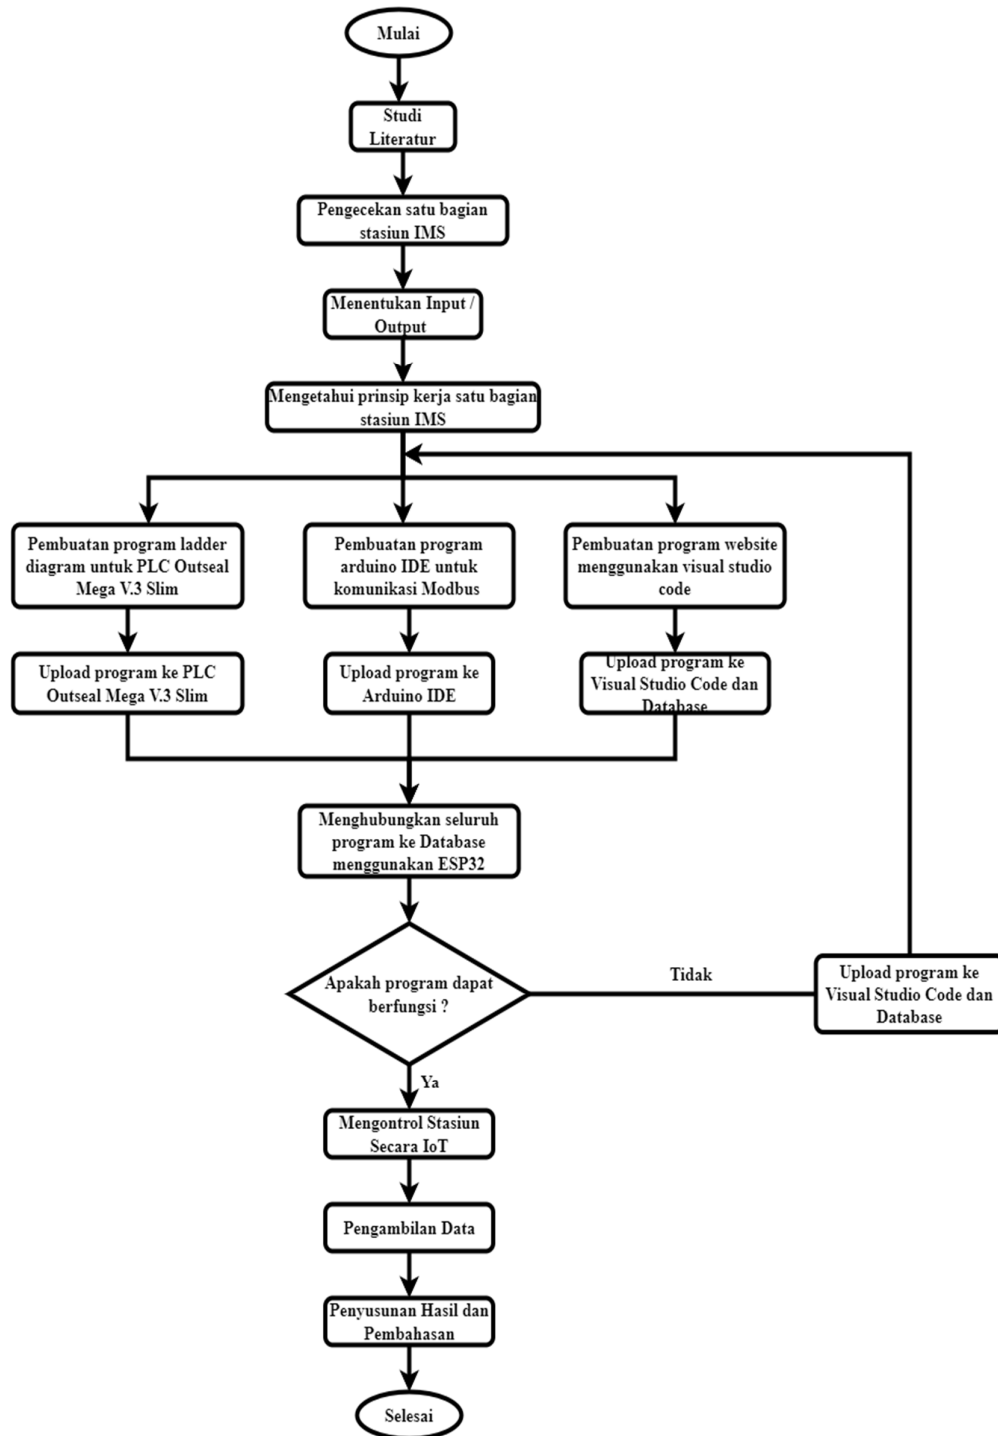 Mulai
Studi
Literatur
Pengecekan satu bagian
stasiun IMS
Menentukan Input /
Output
Mengetahui prinsip kerja satu bagian
stasiun IMS
Pembuatan program ladder
diagram untuk PLC Outseal
Mega V.3 Slim
Pembuatan program
arduino IDE untuk
komunikasi Modbus
Pembuatan program website
menggunakan visual studio
code
Upload program ke PLC
Outseal Mega V.3 Slim
Upload program ke
Arduino IDE
Upload program ke
Visual Studio Code dan
Database
Menghubungkan seluruh
program ke Database
menggunakan ESP32
Apakah program dapat
berfungsi ?
Tidak
Upload program ke
Visual Studio Code dan
Database
Ya
Mengontrol Stasiun
Secara IoT
Pengambilan Data
Penyusunan Hasil dan
Pembahasan
Selesai